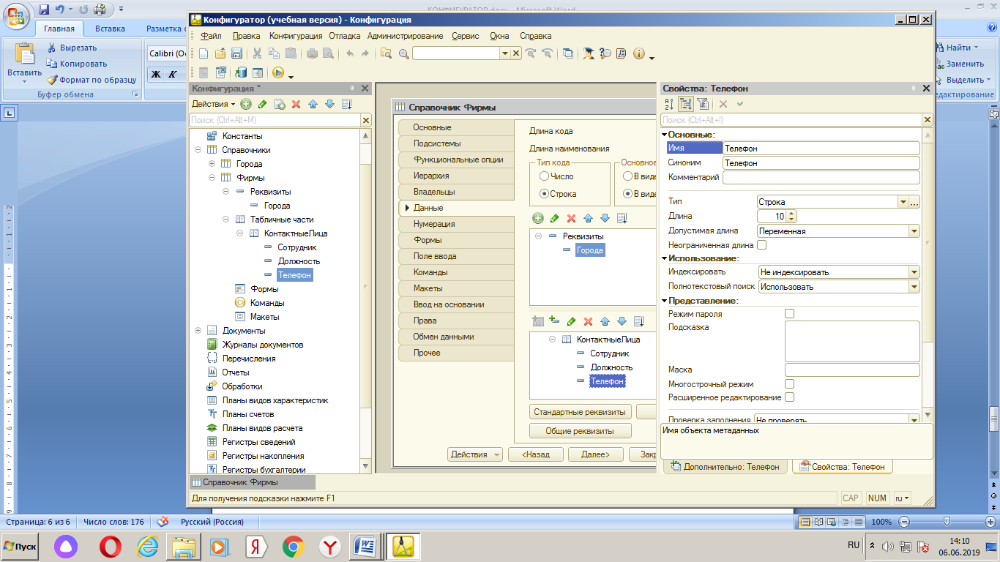 КОНФИГУРАТОР.docx - Microsoft Word
Главная
Вставка
Разметка с
Вырезать
Копировать
Формат по образцу
Вставить
Буфер обмена
Calibri (Ос
Ж К
Найти
Заменить
Выделить
едактирование
Конфигуратор (учебная версия) - Конфигурация
Файл Правка Конфигурация Отладка Администрирование Сервис Окна Справка
Конфигурация *
Действия
Поиск (Ctrl+Alt+M)
Константы
Справочники
Города
Фирмы
Реквизиты
Города
Табличные части
КонтактныеЛица
Сотрудник
Должность
Телефон
Формы
Команды
Макеты
Документы
Журналы документов
Перечисления
Отчеты
Обработки
Планы видов характеристик
Планы счетов
Планы видов расчета
Регистры сведений
Регистры накопления
Регистры бухгалтерии
Справочник Фирмы
Основные
Подсистемы
Функциональные опции
Иерархия
Владельцы
Данные
Нумерация
Формы
Поле ввода
Команды
Макеты
Ввод на основании
Права
Обмен данными
Прочее
Длина кода
Длина наименования
Тип кода
Число
Строка
Основное
В виде
В виде
Реквизиты
Города
КонтактныеЛица
Сотрудник
Должность
Телефон
Стандартные реквизиты
Общие реквизиты
Действия
<Назад
Далее>
Закр
Свойства: Телефон
Поиск (Ctrl+Alt+I)
Основные:
Имя Телефон
Синоним Телефон
Комментарий
Тип Строка
Длина 10
Допустимая длина Переменная
Неограниченная длина
Использование:
Индексировать Не индексировать
Полнотекстовый поиск Использовать
Представление:
Режим пароля
Подсказка
Маска
Многострочный режим
Расширенное редактирование
Проверка заполнения Не проверять
Имя объекта метаданных
Дополнительно: Телефон
Свойства: Телефон
Справочник Фирмы
Для получения подсказки нажмите F1
CAP NUM ru
Страница: 6 из 6 Число слов: 176 Русский (Россия) 100%
Пуск
RU
14:10
06.06.2019